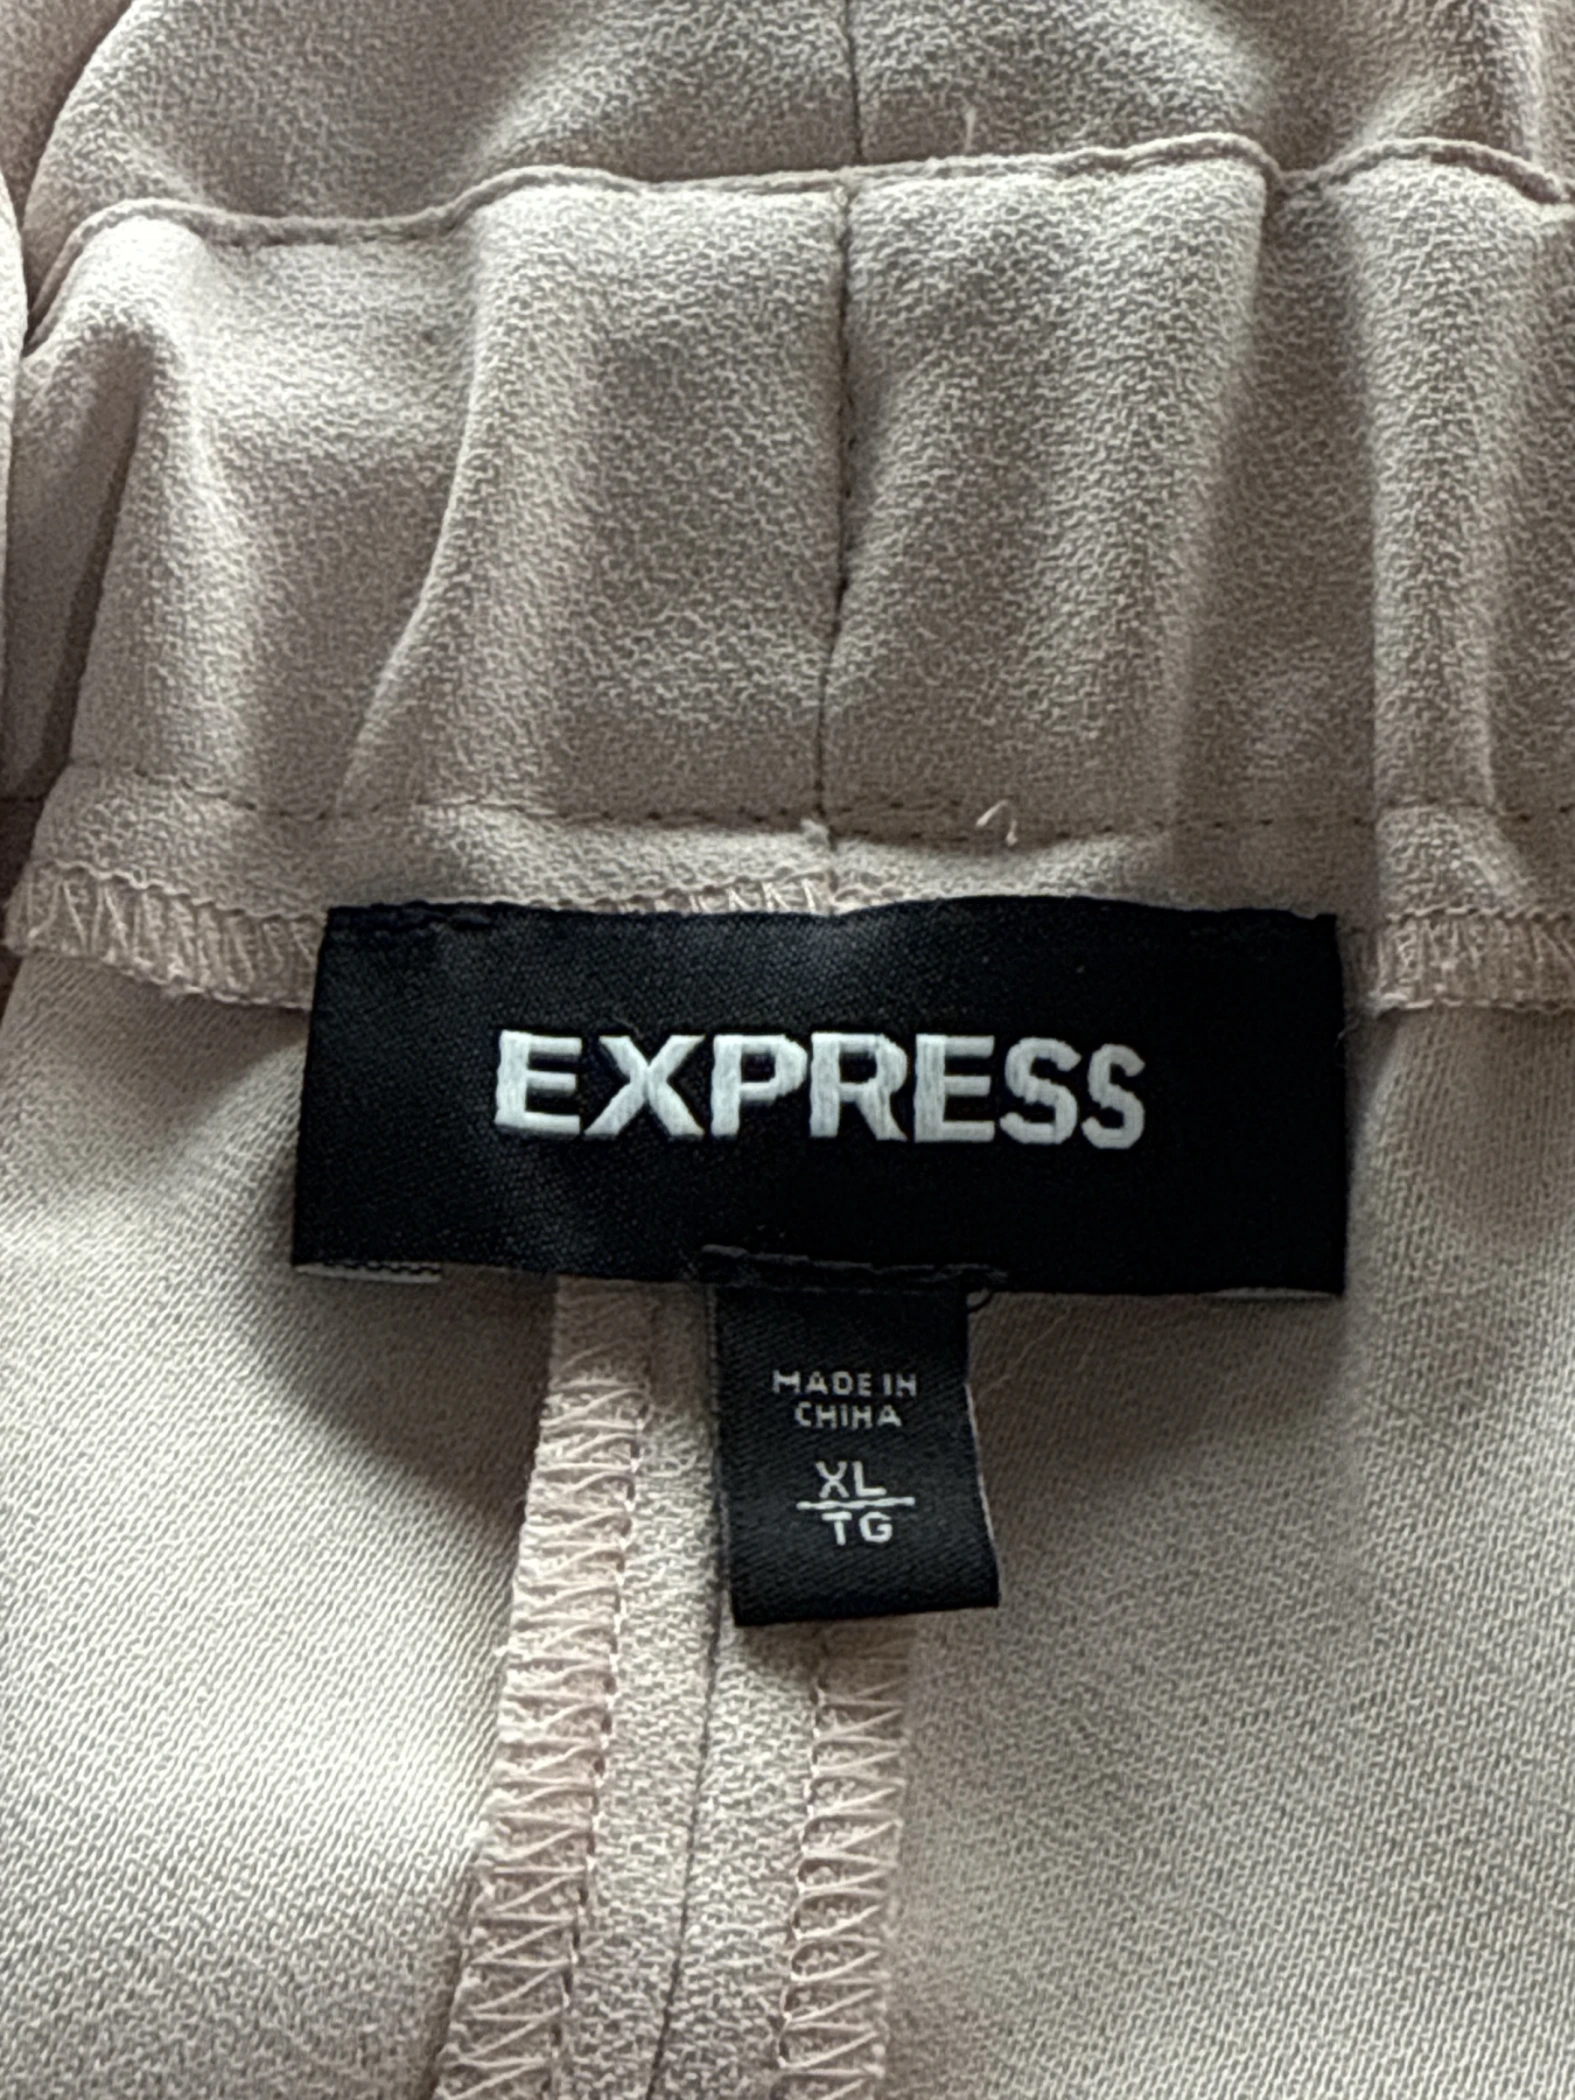 EXPRESS
MADE IN
CHINA
XL
TG